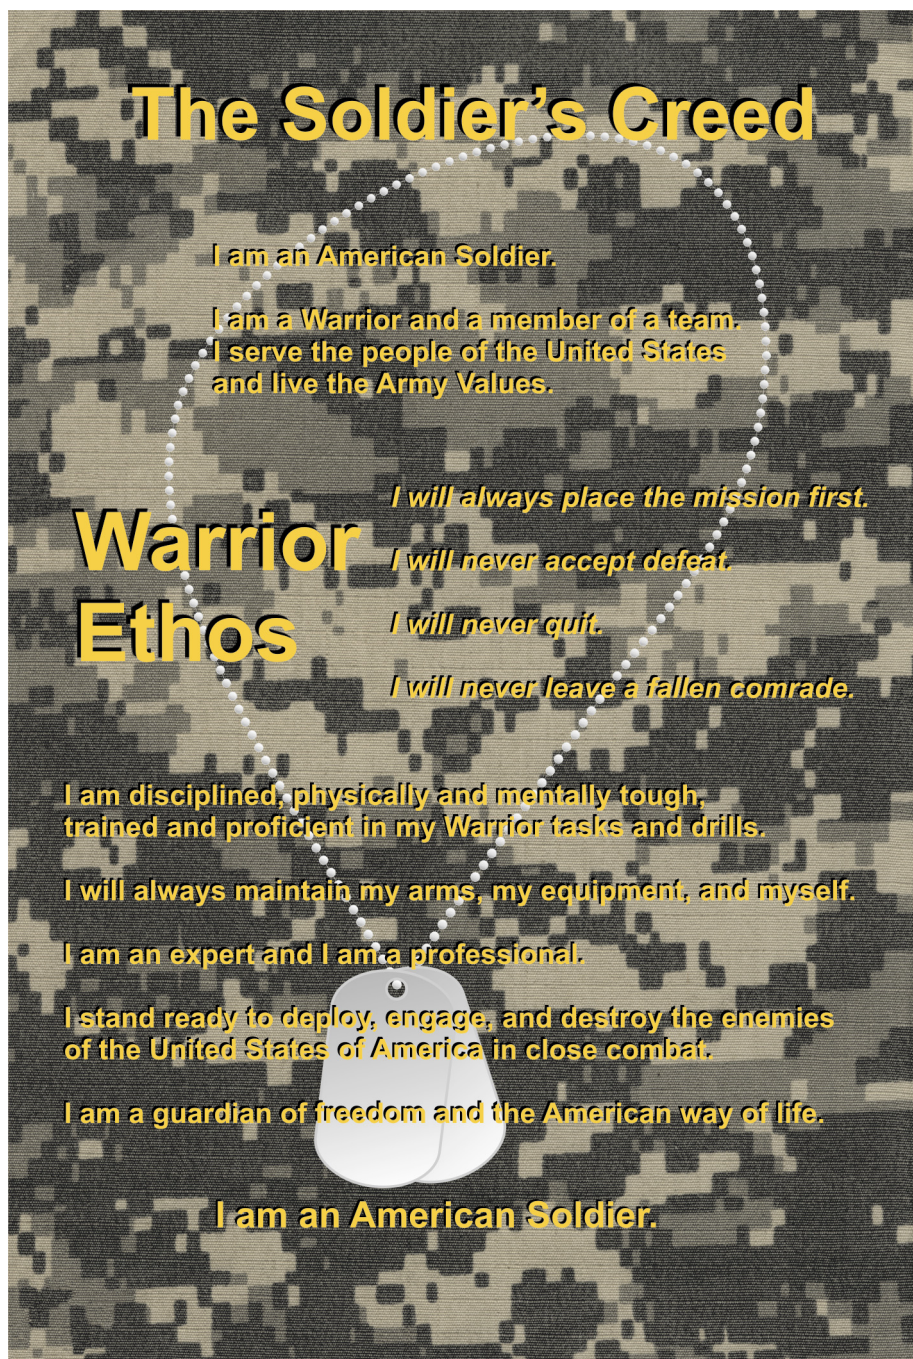 The Soldier’s Creed
I am an American Soldier.
I am a Warrior and a member of a team.
I serve the people of the United States
and live the Army Values.
Warrior
Ethos
I will always place the mission first.
I will never accept defeat.
I will never quit.
I will never leave a fallen comrade.
I am disciplined, physically and mentally tough,
trained and proficient in my Warrior tasks and drills.
I will always maintain my arms, my equipment, and myself.
I am an expert and I am a professional.
I stand ready to deploy, engage, and destroy the enemies
of the United States of America in close combat.
I am a guardian of freedom and the American way of life.
I am an American Soldier.